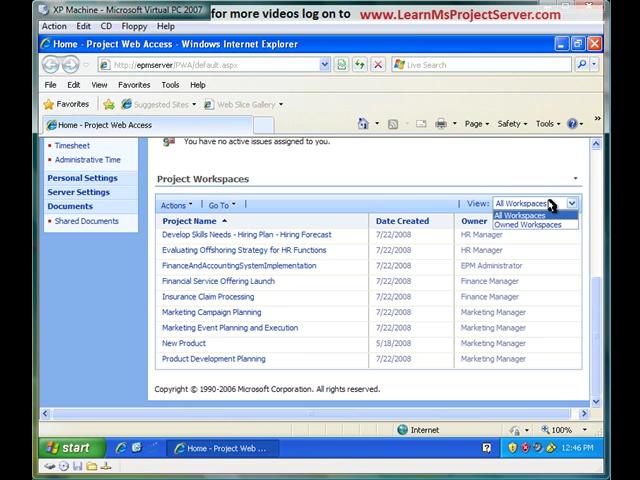 XP Machine - Microsoft Virtual PC 2007
for more videos log on to www.LearnMsProjectServer.com
Action Edit CD Floppy Help
Home - Project Web Access - Windows Internet Explorer
http://epmserver/PWA/default.aspx
Live Search
File Edit View Favorites Tools Help
Favorites Suggested Sites Web Slice Gallery
Home - Project Web Access
Page Safety Tools
Timesheet
Administrative Time
Personal Settings
Server Settings
Documents
Shared Documents
You have no active issues assigned to you.
Project Workspaces
Actions Go To View: All Workspaces
All Workspaces
Owned Workspaces
Project Name Date Created Owner
Develop Skills Needs - Hiring Plan - Hiring Forecast 7/22/2008 HR Manager
Evaluating Offshoring Strategy for HR Functions 7/22/2008 HR Manager
FinanceAndAccountingSystemImplementation 7/22/2008 EPM Administrator
Financial Service Offering Launch 7/22/2008 Finance Manager
Insurance Claim Processing 7/22/2008 Finance Manager
Marketing Campaign Planning 7/22/2008 Marketing Manager
Marketing Event Planning and Execution 7/22/2008 Marketing Manager
New Product 5/18/2008 Marketing Manager
Product Development Planning 7/22/2008 Marketing Manager
Copyright © 1990-2006 Microsoft Corporation. All rights reserved.
Internet 100%
start Home - Project Web ... 12:46 PM